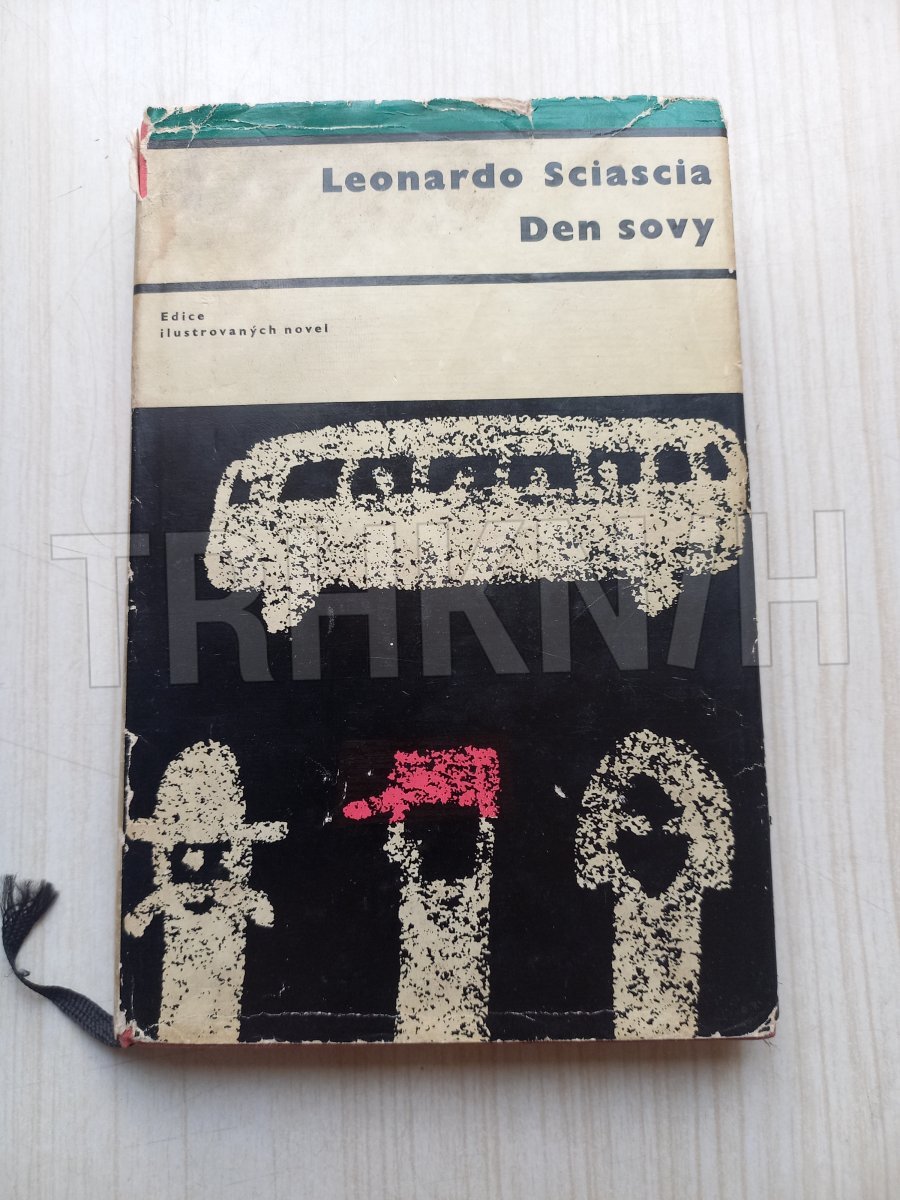 Leonardo Sciascia
Den sovy
Edice
ilustrovaných novel
TRHKNIH